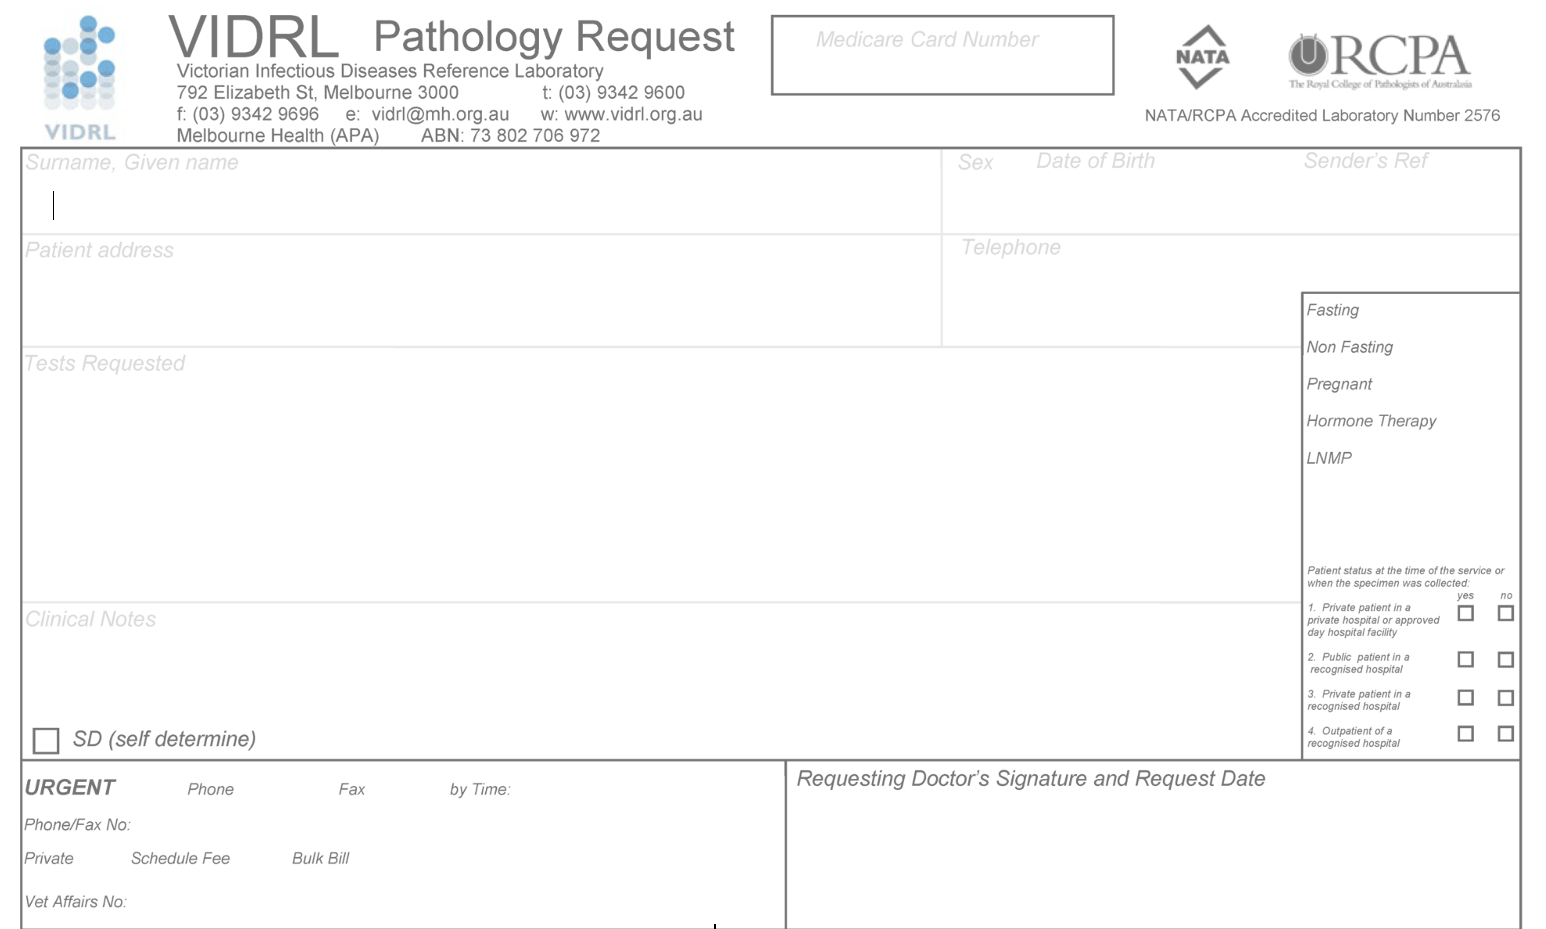 VIDRL Pathology Request
Victorian Infectious Diseases Reference Laboratory
792 Elizabeth St, Melbourne 3000 t: (03) 9342 9600
f: (03) 9342 9696 e: vidrl@mh.org.au w: www.vidrl.org.au
Melbourne Health (APA) ABN: 73 802 706 972
VIDRL
Medicare Card Number
NATA
RCPA
The Royal College of Pathologists of Australasia
NATA/RCPA Accredited Laboratory Number 2576
Surname, Given name
Sex Date of Birth Sender's Ref
Patient address
Telephone
Tests Requested
Fasting
Non Fasting
Pregnant
Hormone Therapy
LNMP
Patient status at the time of the service or
when the specimen was collected:
yes no
1. Private patient in a
private hospital or approved
day hospital facility
2. Public patient in a
recognised hospital
3. Private patient in a
recognised hospital
4. Outpatient of a
recognised hospital
Clinical Notes
SD (self determine)
URGENT Phone Fax by Time:
Phone/Fax No:
Private Schedule Fee Bulk Bill
Vet Affairs No:
Requesting Doctor's Signature and Request Date